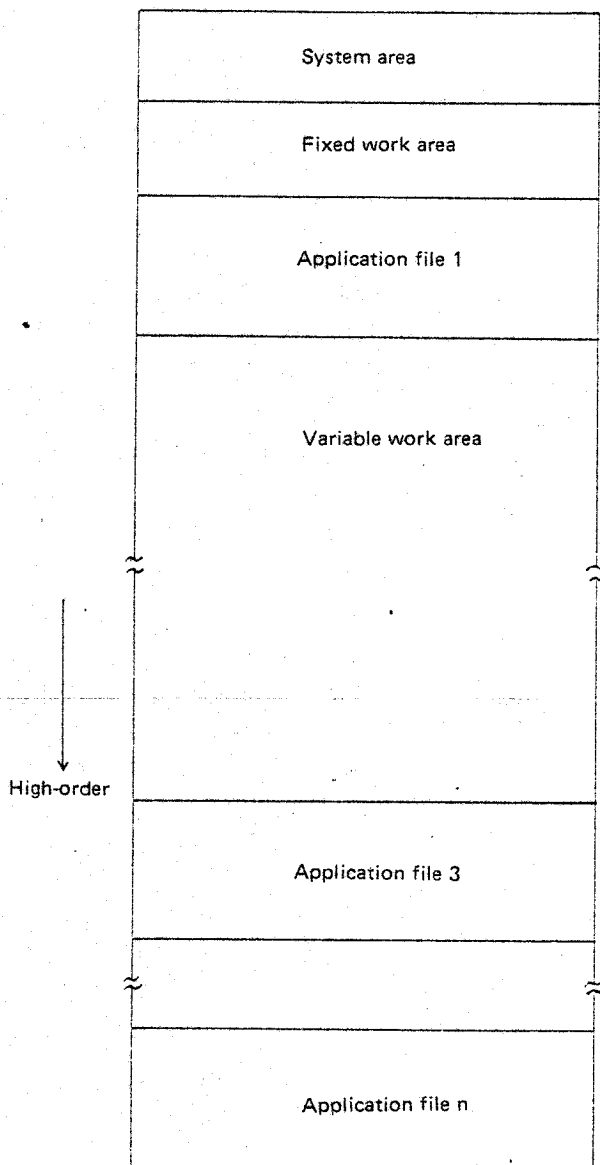 System area
Fixed work area
Application file 1
Variable work area
High-order
Application file 3
Application file n